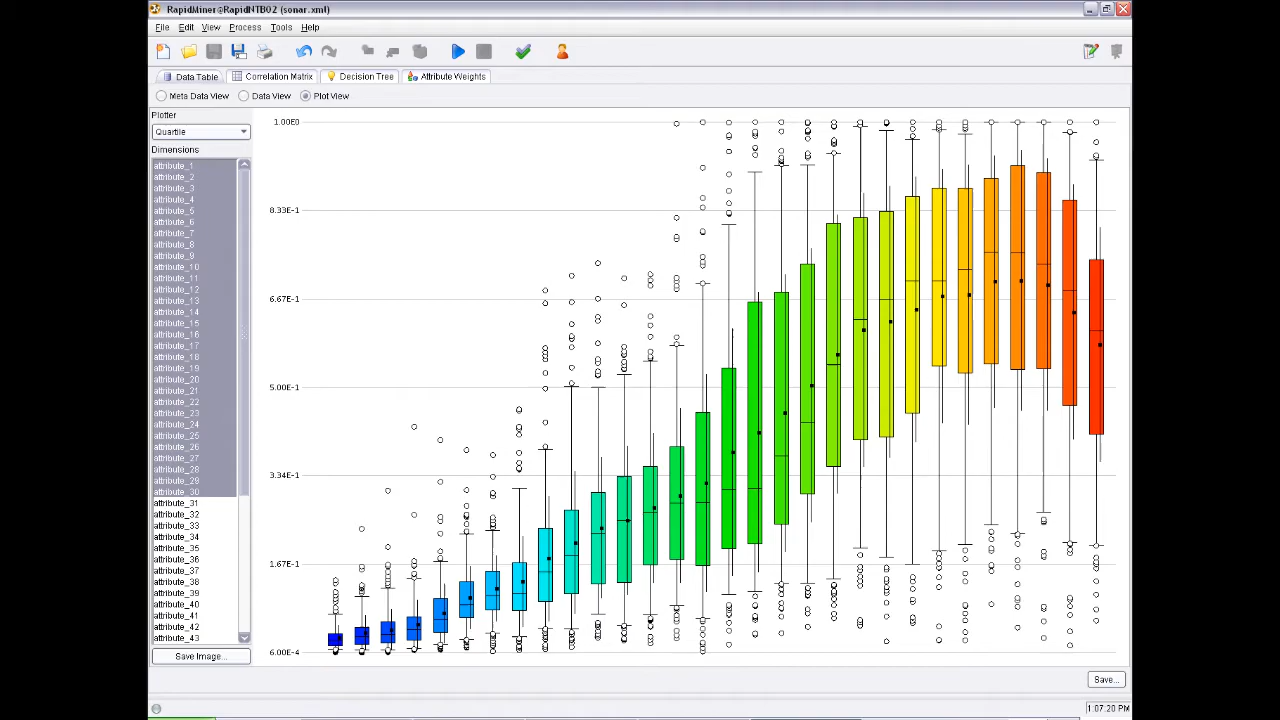 RapidMiner@RapidNTB02 (sonar.xml)
File Edit View Process Tools Help
Data Table Correlation Matrix Decision Tree Attribute Weights
Meta Data View Data View Plot View
Plotter
Quartile
Dimensions
attribute_1
attribute_2
attribute_3
attribute_4
attribute_5
attribute_6
attribute_7
attribute_8
attribute_9
attribute_10
attribute_11
attribute_12
attribute_13
attribute_14
attribute_15
attribute_16
attribute_17
attribute_18
attribute_19
attribute_20
attribute_21
attribute_22
attribute_23
attribute_24
attribute_25
attribute_26
attribute_27
attribute_28
attribute_29
attribute_30
attribute_31
attribute_32
attribute_33
attribute_34
attribute_35
attribute_36
attribute_37
attribute_38
attribute_39
attribute_40
attribute_41
attribute_42
attribute_43
Save Image...
1.00E0
8.33E-1
6.67E-1
5.00E-1
3.34E-1
1.67E-1
6.00E-4
Save...
1:07:20 PM